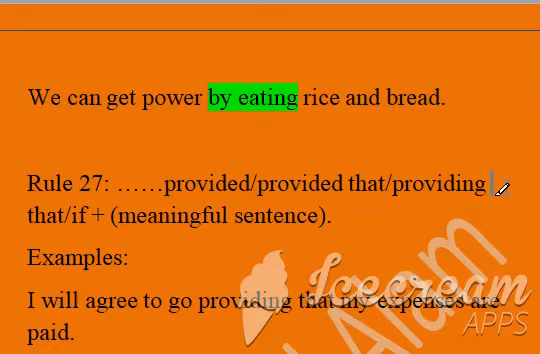 We can get power by eating rice and bread.
Rule 27: ……provided/provided that/providing
that/if + (meaningful sentence).
Examples:
I will agree to go providing that my expenses are
paid.
Icecream
APPS
Alam